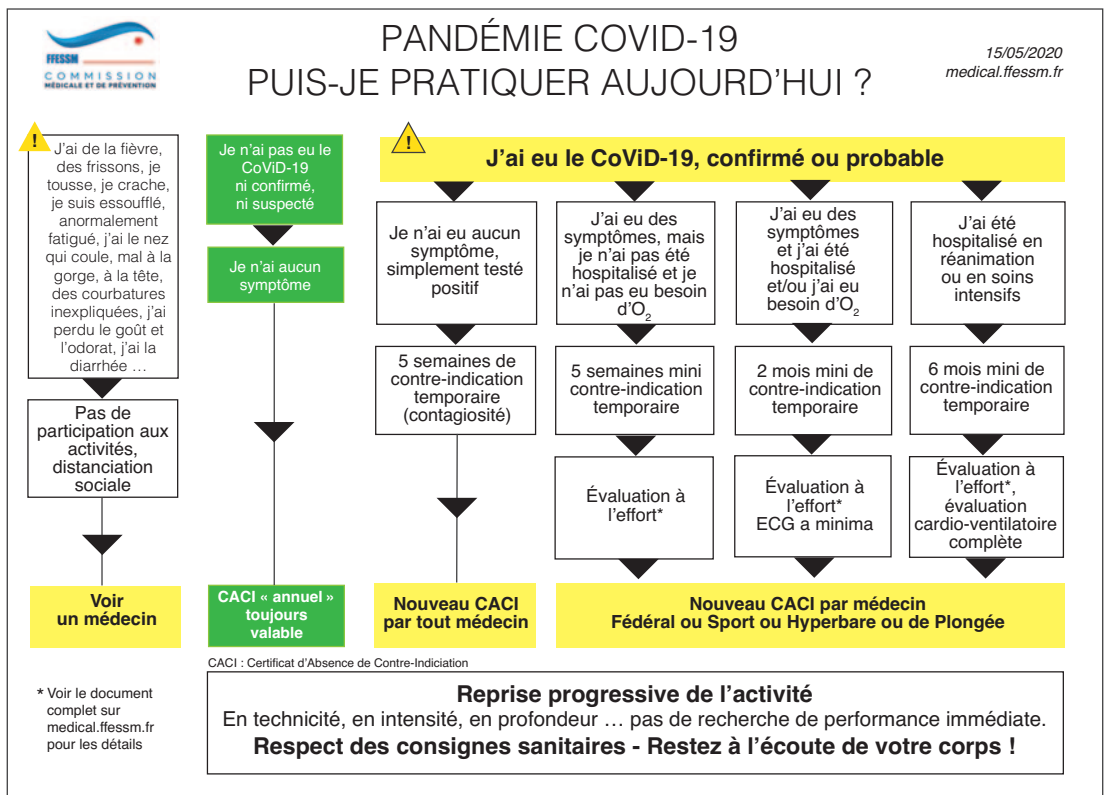 FFESSM
COMMISSION
MÉDICALE ET DE PRÉVENTION
PANDÉMIE COVID-19
PUIS-JE PRATIQUER AUJOURD'HUI ?
15/05/2020
medical.ffessm.fr
!
J'ai de la fièvre,
des frissons, je
tousse, je crache,
je suis essoufflé,
anormalement
fatigué, j'ai le nez
qui coule, mal à la
gorge, à la tête,
des courbatures
inexpliquées, j'ai
perdu le goût et
l'odorat, j'ai la
diarrhée …
Pas de
participation aux
activités,
distanciation
sociale
Voir
un médecin
Je n'ai pas eu le
CoViD-19
ni confirmé,
ni suspecté
Je n'ai aucun
symptôme
CACI « annuel »
toujours
valable
!
J'ai eu le CoViD-19, confirmé ou probable
Je n'ai eu aucun
symptôme,
simplement testé
positif
5 semaines de
contre-indication
temporaire
(contagiosité)
Nouveau CACI
par tout médecin
J'ai eu des
symptômes, mais
je n'ai pas été
hospitalisé et je
n'ai pas eu besoin
d'O₂
5 semaines mini
contre-indication
temporaire
Évaluation à
l'effort*
J'ai eu des
symptômes
et j'ai été
hospitalisé
et/ou j'ai eu
besoin d'O₂
2 mois mini de
contre-indication
temporaire
Évaluation à
l'effort*
ECG a minima
J'ai été
hospitalisé en
réanimation
ou en soins
intensifs
6 mois mini de
contre-indication
temporaire
Évaluation à
l'effort*,
évaluation
cardio-ventilatoire
complète
Nouveau CACI par médecin
Fédéral ou Sport ou Hyperbare ou de Plongée
CACI : Certificat d'Absence de Contre-Indiciation
* Voir le document
complet sur
medical.ffessm.fr
pour les détails
Reprise progressive de l'activité
En technicité, en intensité, en profondeur … pas de recherche de performance immédiate.
Respect des consignes sanitaires - Restez à l'écoute de votre corps !